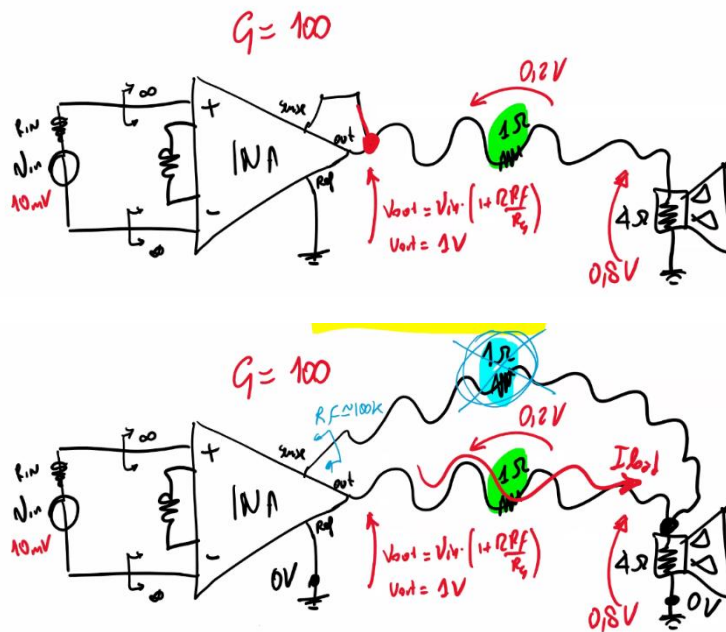 G = 100
0,2V
1Ω
∞
RIN
Vin
10mV
+
-
INA
sense
out
Ref
Vout = Vin · (1+ 2RF/RG)
Vout = 1V
4Ω
0,8V
∞
1Ω
G = 100
RF≃100K
0,2V
1Ω
Iload
∞
RIN
Vin
10mV
+
-
INA
sense
out
Ref
0V
Vout = Vin · (1+ 2RF/RG)
Vout = 1V
4Ω
0,8V
0V
∞